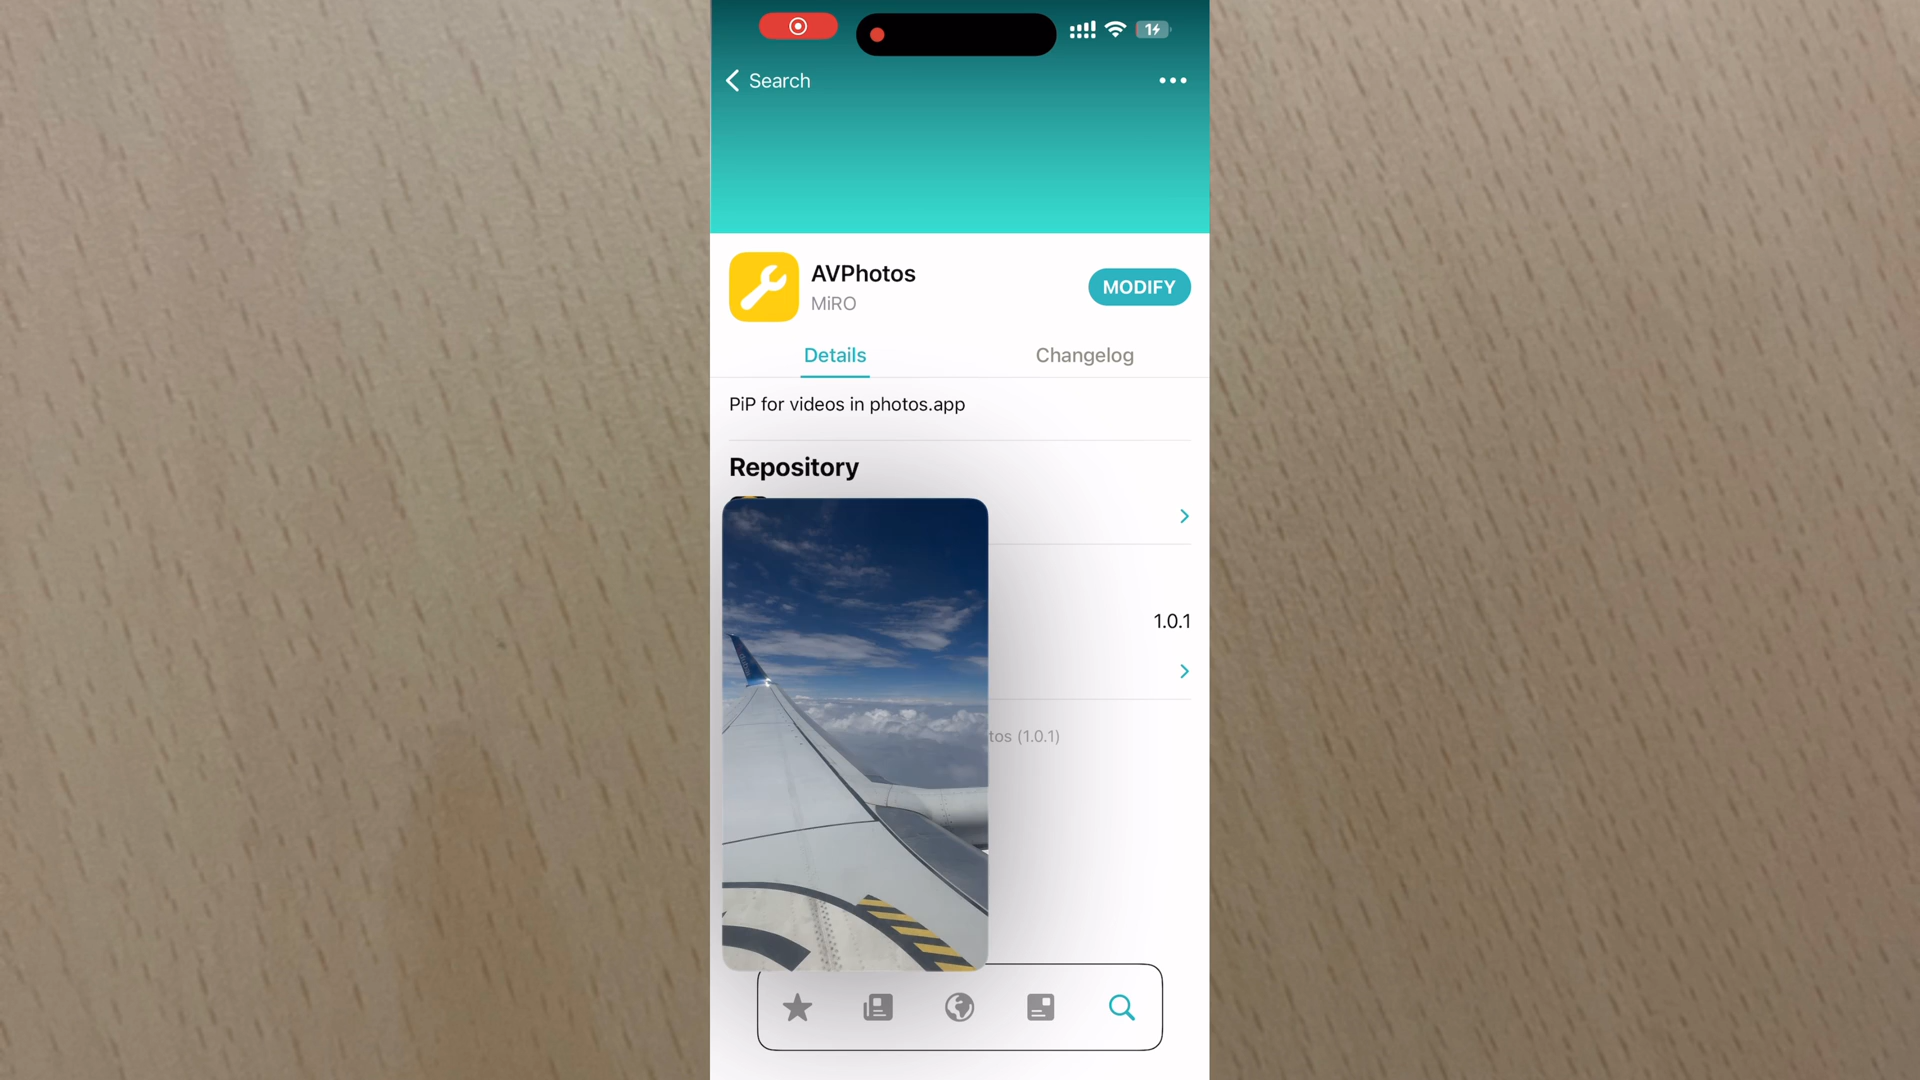 Search
AVPhotos
MiRO
MODIFY
Details
Changelog
PiP for videos in photos.app
Repository
1.0.1
tos (1.0.1)